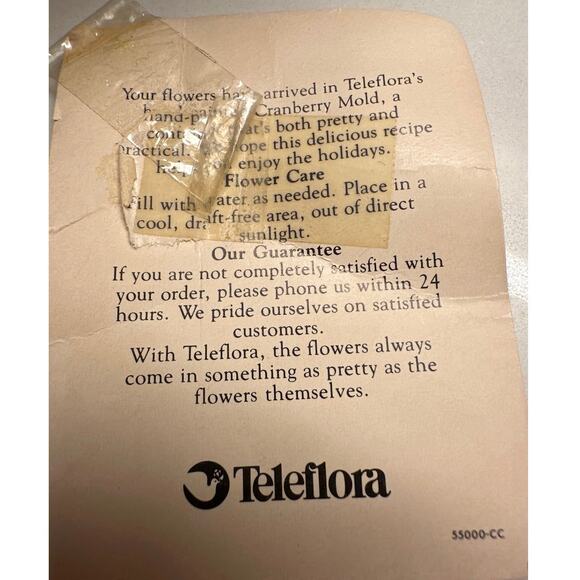 Your flowers have arrived in Teleflora's
hand-painted Cranberry Mold, a
that's both pretty and
practical. We hope this delicious recipe
you enjoy the holidays.
Flower Care
Fill with water as needed. Place in a
cool, draft-free area, out of direct
sunlight.
Our Guarantee
If you are not completely satisfied with
your order, please phone us within 24
hours. We pride ourselves on satisfied
customers.
With Teleflora, the flowers always
come in something as pretty as the
flowers themselves.
Teleflora
55000-CC